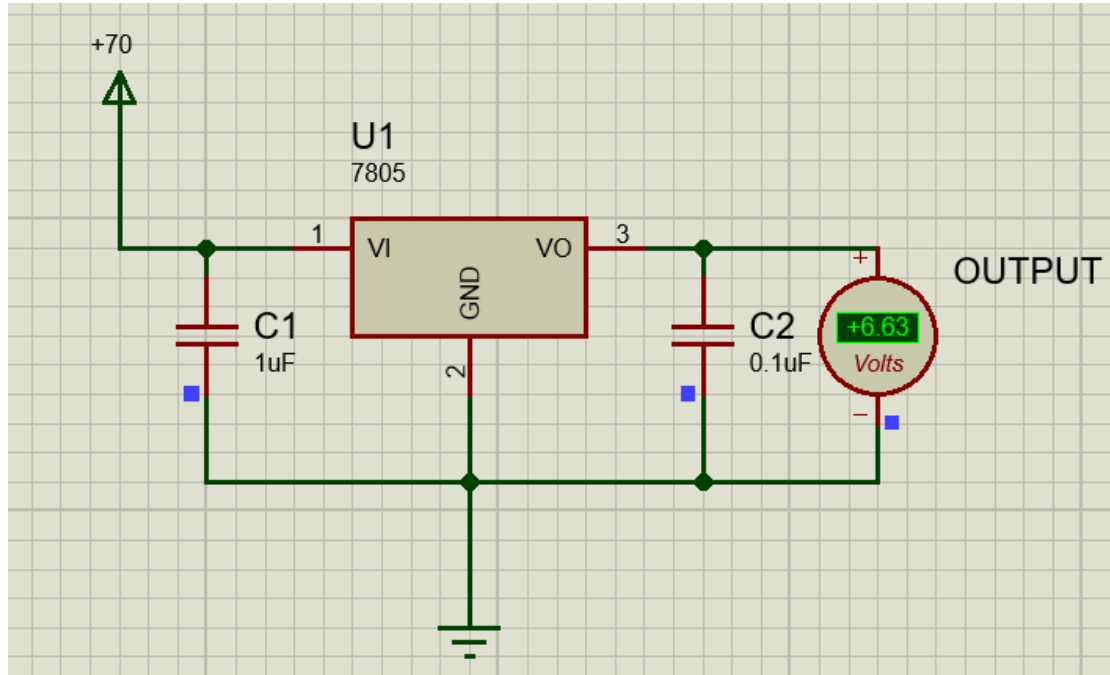 +70
U1
7805
1
VI
VO
3
GND
2
C1
1uF
C2
0.1uF
+
+6.63
Volts
−
OUTPUT